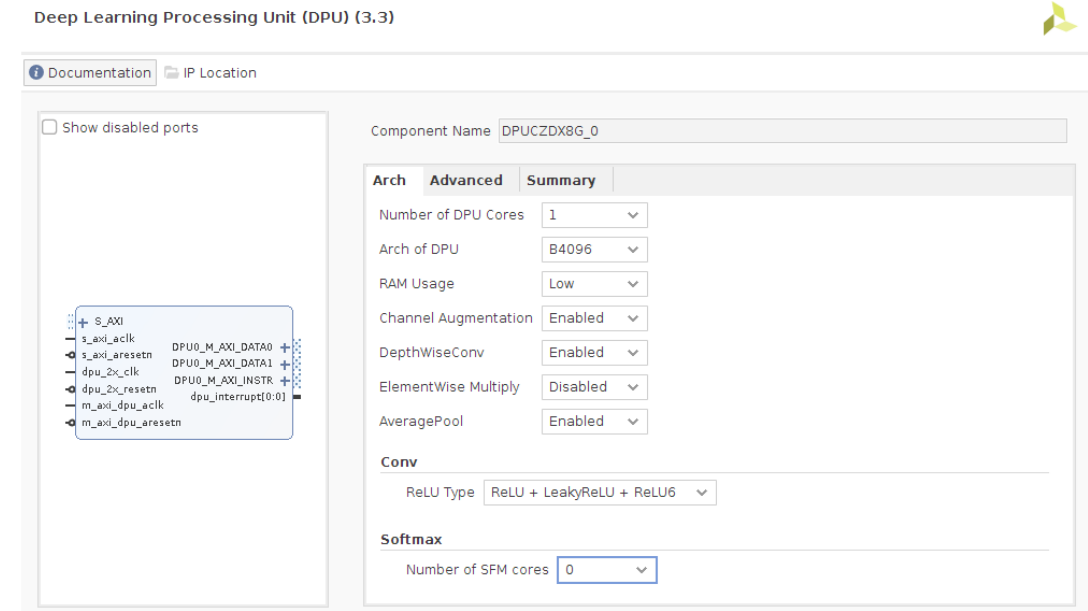 Deep Learning Processing Unit (DPU) (3.3)
Documentation IP Location
Show disabled ports
S_AXI
s_axi_aclk
s_axi_aresetn
dpu_2x_clk
dpu_2x_resetn
m_axi_dpu_aclk
m_axi_dpu_aresetn
DPU0_M_AXI_DATA0
DPU0_M_AXI_DATA1
DPU0_M_AXI_INSTR
dpu_interrupt[0:0]
Component Name DPUCZDX8G_0
Arch Advanced Summary
Number of DPU Cores 1
Arch of DPU B4096
RAM Usage Low
Channel Augmentation Enabled
DepthWiseConv Enabled
ElementWise Multiply Disabled
AveragePool Enabled
Conv
ReLU Type ReLU + LeakyReLU + ReLU6
Softmax
Number of SFM cores 0